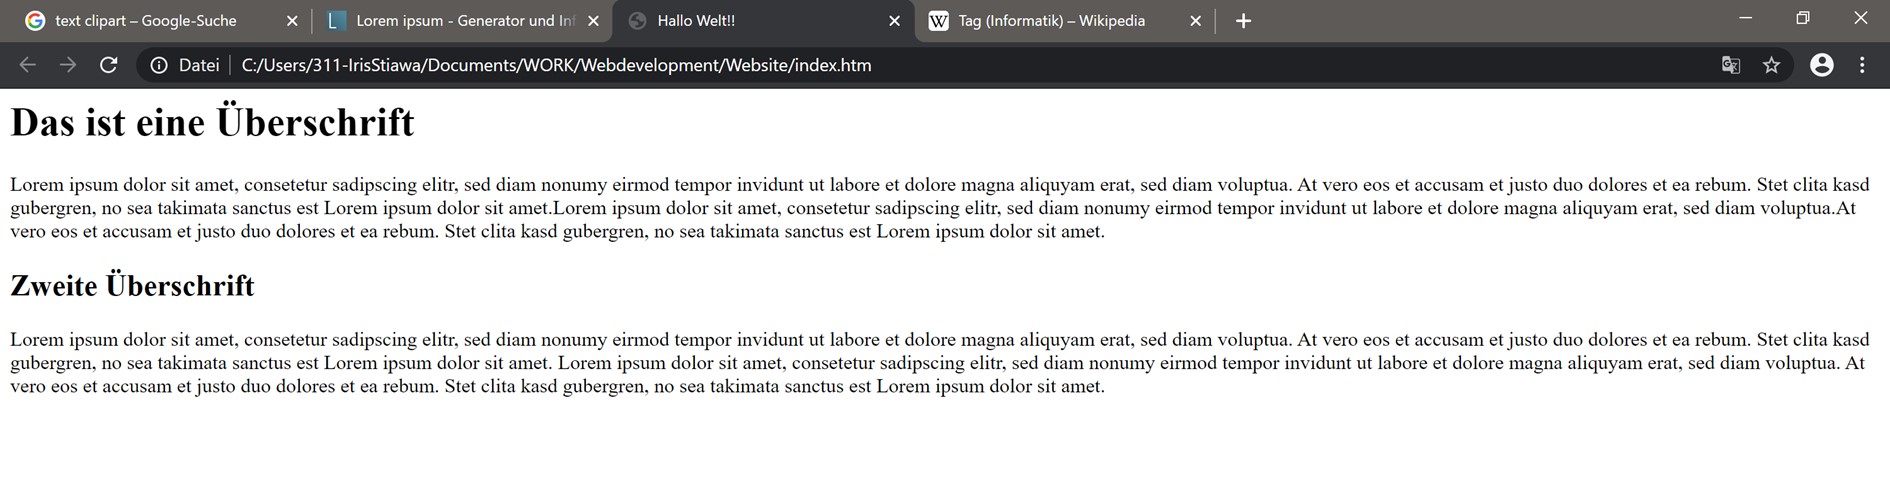 text clipart – Google-Suche
Lorem ipsum - Generator und Inf
Hallo Welt!!
W Tag (Informatik) – Wikipedia
Datei C:/Users/311-IrisStiawa/Documents/WORK/Webdevelopment/Website/index.htm
Das ist eine Überschrift
Lorem ipsum dolor sit amet, consetetur sadipscing elitr, sed diam nonumy eirmod tempor invidunt ut labore et dolore magna aliquyam erat, sed diam voluptua. At vero eos et accusam et justo duo dolores et ea rebum. Stet clita kasd
gubergren, no sea takimata sanctus est Lorem ipsum dolor sit amet.Lorem ipsum dolor sit amet, consetetur sadipscing elitr, sed diam nonumy eirmod tempor invidunt ut labore et dolore magna aliquyam erat, sed diam voluptua.At
vero eos et accusam et justo duo dolores et ea rebum. Stet clita kasd gubergren, no sea takimata sanctus est Lorem ipsum dolor sit amet.
Zweite Überschrift
Lorem ipsum dolor sit amet, consetetur sadipscing elitr, sed diam nonumy eirmod tempor invidunt ut labore et dolore magna aliquyam erat, sed diam voluptua. At vero eos et accusam et justo duo dolores et ea rebum. Stet clita kasd
gubergren, no sea takimata sanctus est Lorem ipsum dolor sit amet. Lorem ipsum dolor sit amet, consetetur sadipscing elitr, sed diam nonumy eirmod tempor invidunt ut labore et dolore magna aliquyam erat, sed diam voluptua. At
vero eos et accusam et justo duo dolores et ea rebum. Stet clita kasd gubergren, no sea takimata sanctus est Lorem ipsum dolor sit amet.